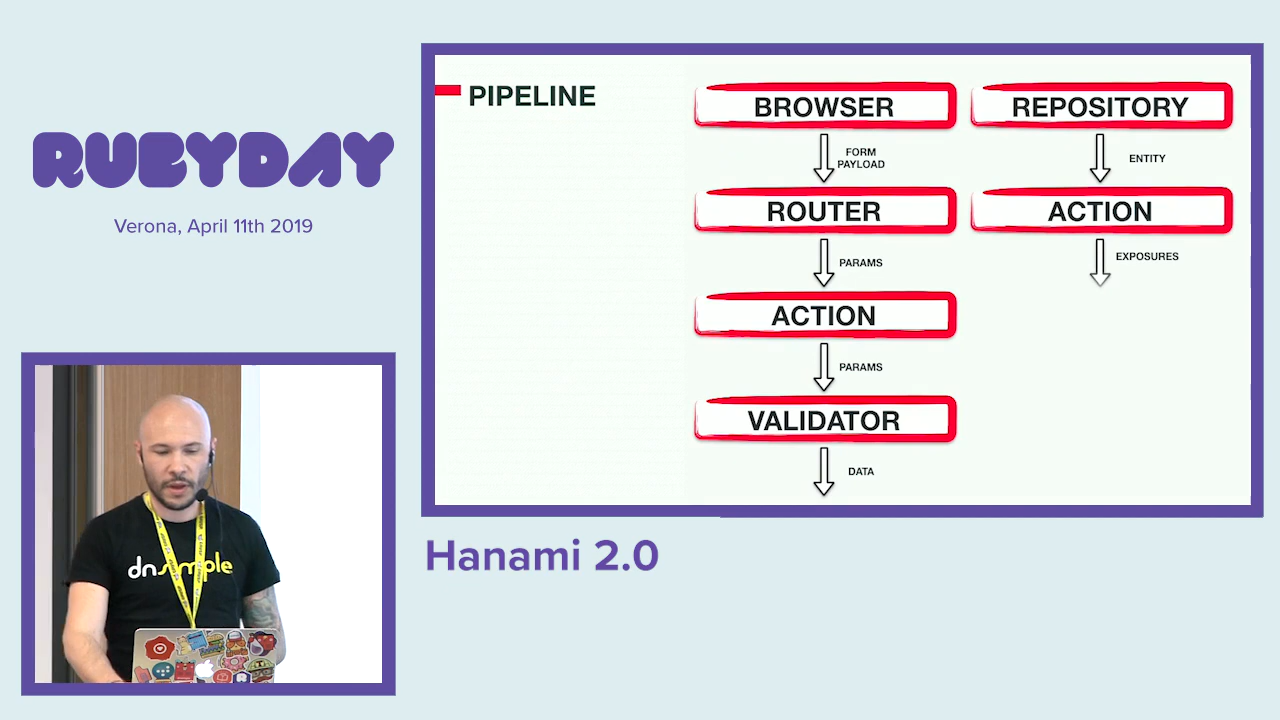 RUBYDAY
Verona, April 11th 2019
PIPELINE
BROWSER
FORM
PAYLOAD
ROUTER
PARAMS
ACTION
PARAMS
VALIDATOR
DATA
REPOSITORY
ENTITY
ACTION
EXPOSURES
dnsimple
Hanami 2.0